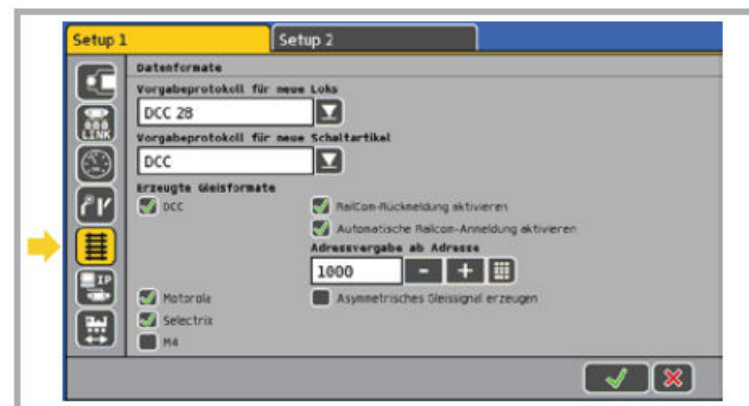 Setup 1
Setup 2
Datenformate
Vorgabeprotokoll für neue Loks
DCC 28
Vorgabeprotokoll für neue Schaltartikel
DCC
Erzeugte Gleisformate
DCC
RailCom-Rückmeldung aktivieren
Automatische Railcom-Anmeldung aktivieren
Adressvergabe ab Adresse
1000 - +
Motorola
Asymmetrisches Gleissignal erzeugen
Selectrix
M4
LINK
IP